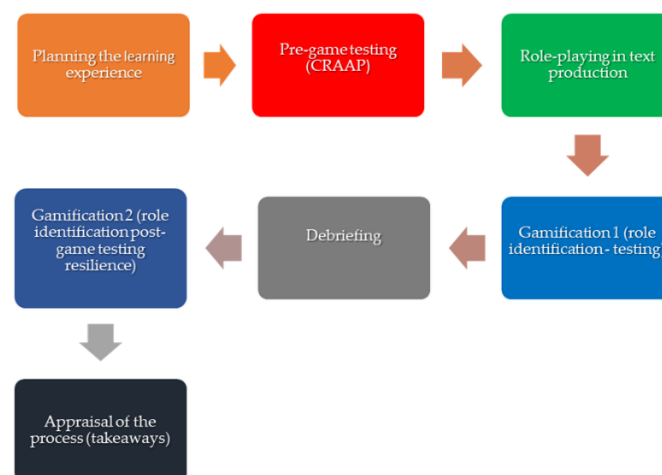 Planning the learning
experience
Pre-game testing
(CRAAP)
Role-playing in text
production
Gamification 1 (role
identification - testing)
Debriefing
Gamification 2 (role
identification post-
game testing
resilience)
Appraisal of the
process (takeaways)